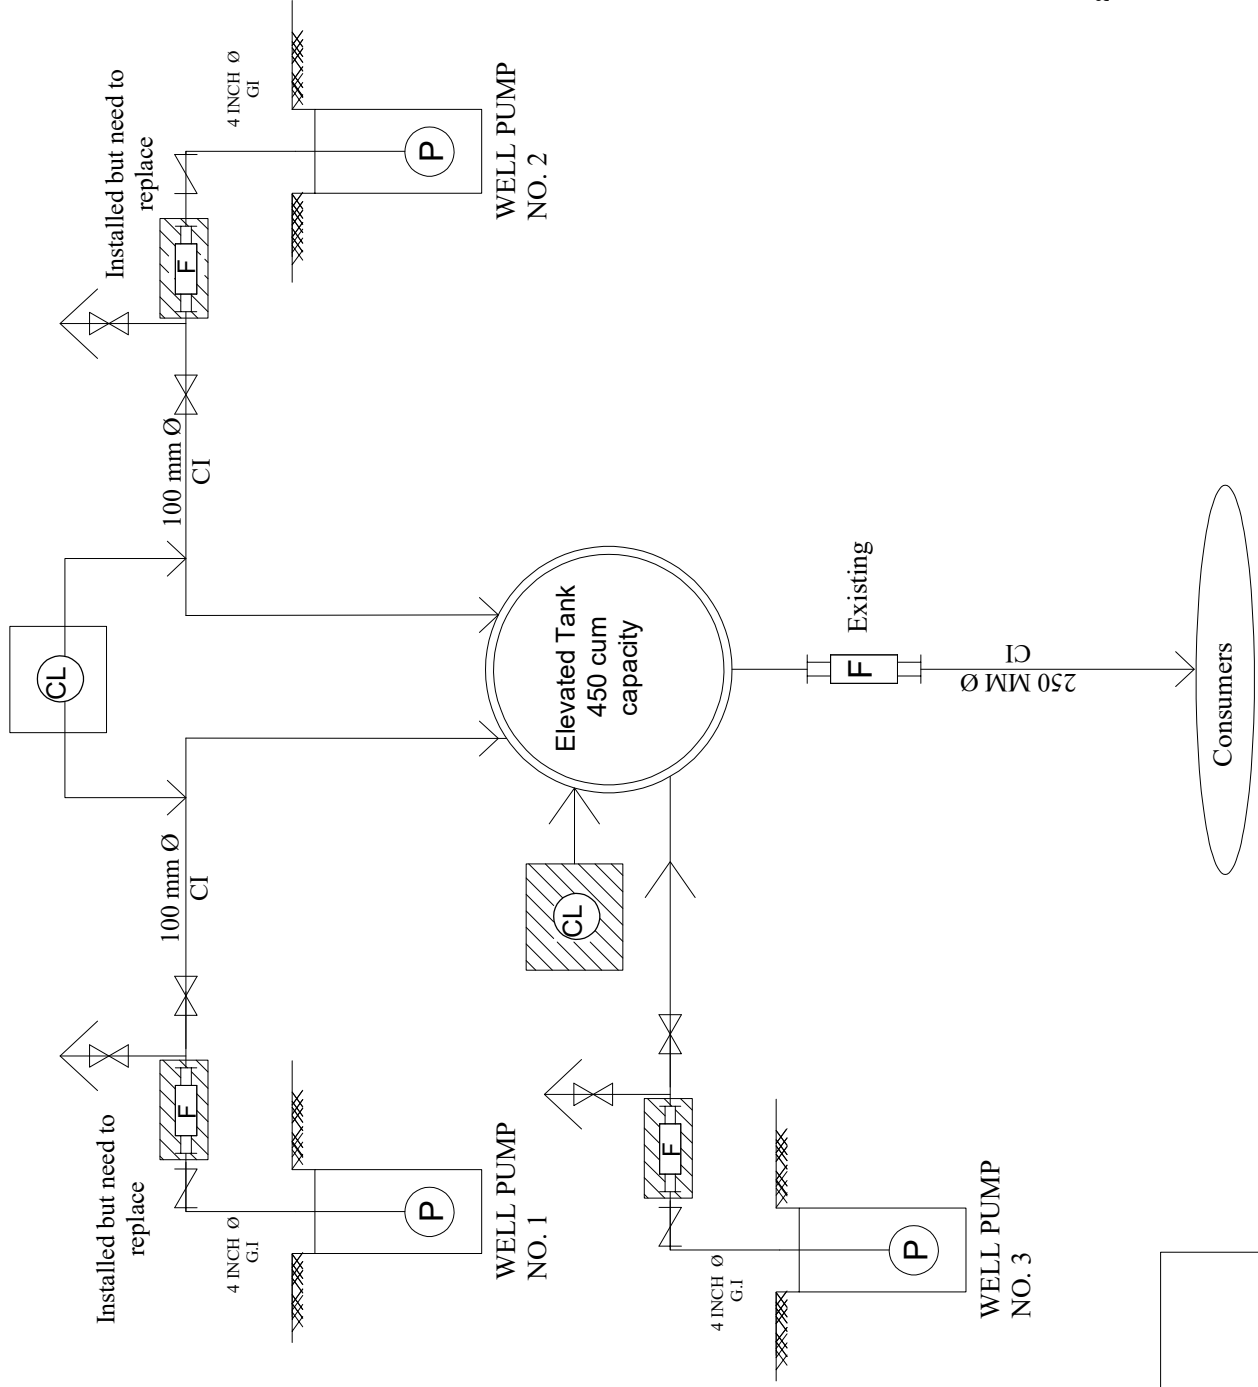 Installed but need to
replace
4 INCH Ø
G.I
F
P
WELL PUMP
NO. 1
100 mm Ø
CI
CL
100 mm Ø
CI
Installed but need to
replace
4 INCH Ø
GI
F
P
WELL PUMP
NO. 2
CL
Elevated Tank
450 cum
capacity
4 INCH Ø
G.I
F
P
WELL PUMP
NO. 3
F
Existing
250 MM Ø
CI
Consumers